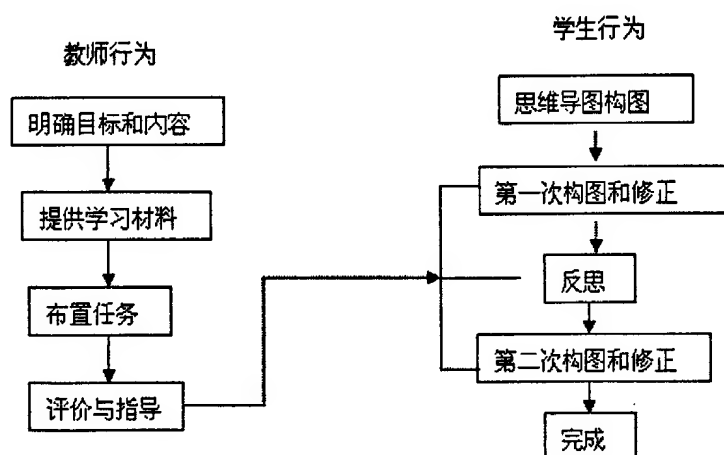 教师行为
明确目标和内容
提供学习材料
布置任务
评价与指导
学生行为
思维导图构图
第一次构图和修正
反思
第二次构图和修正
完成